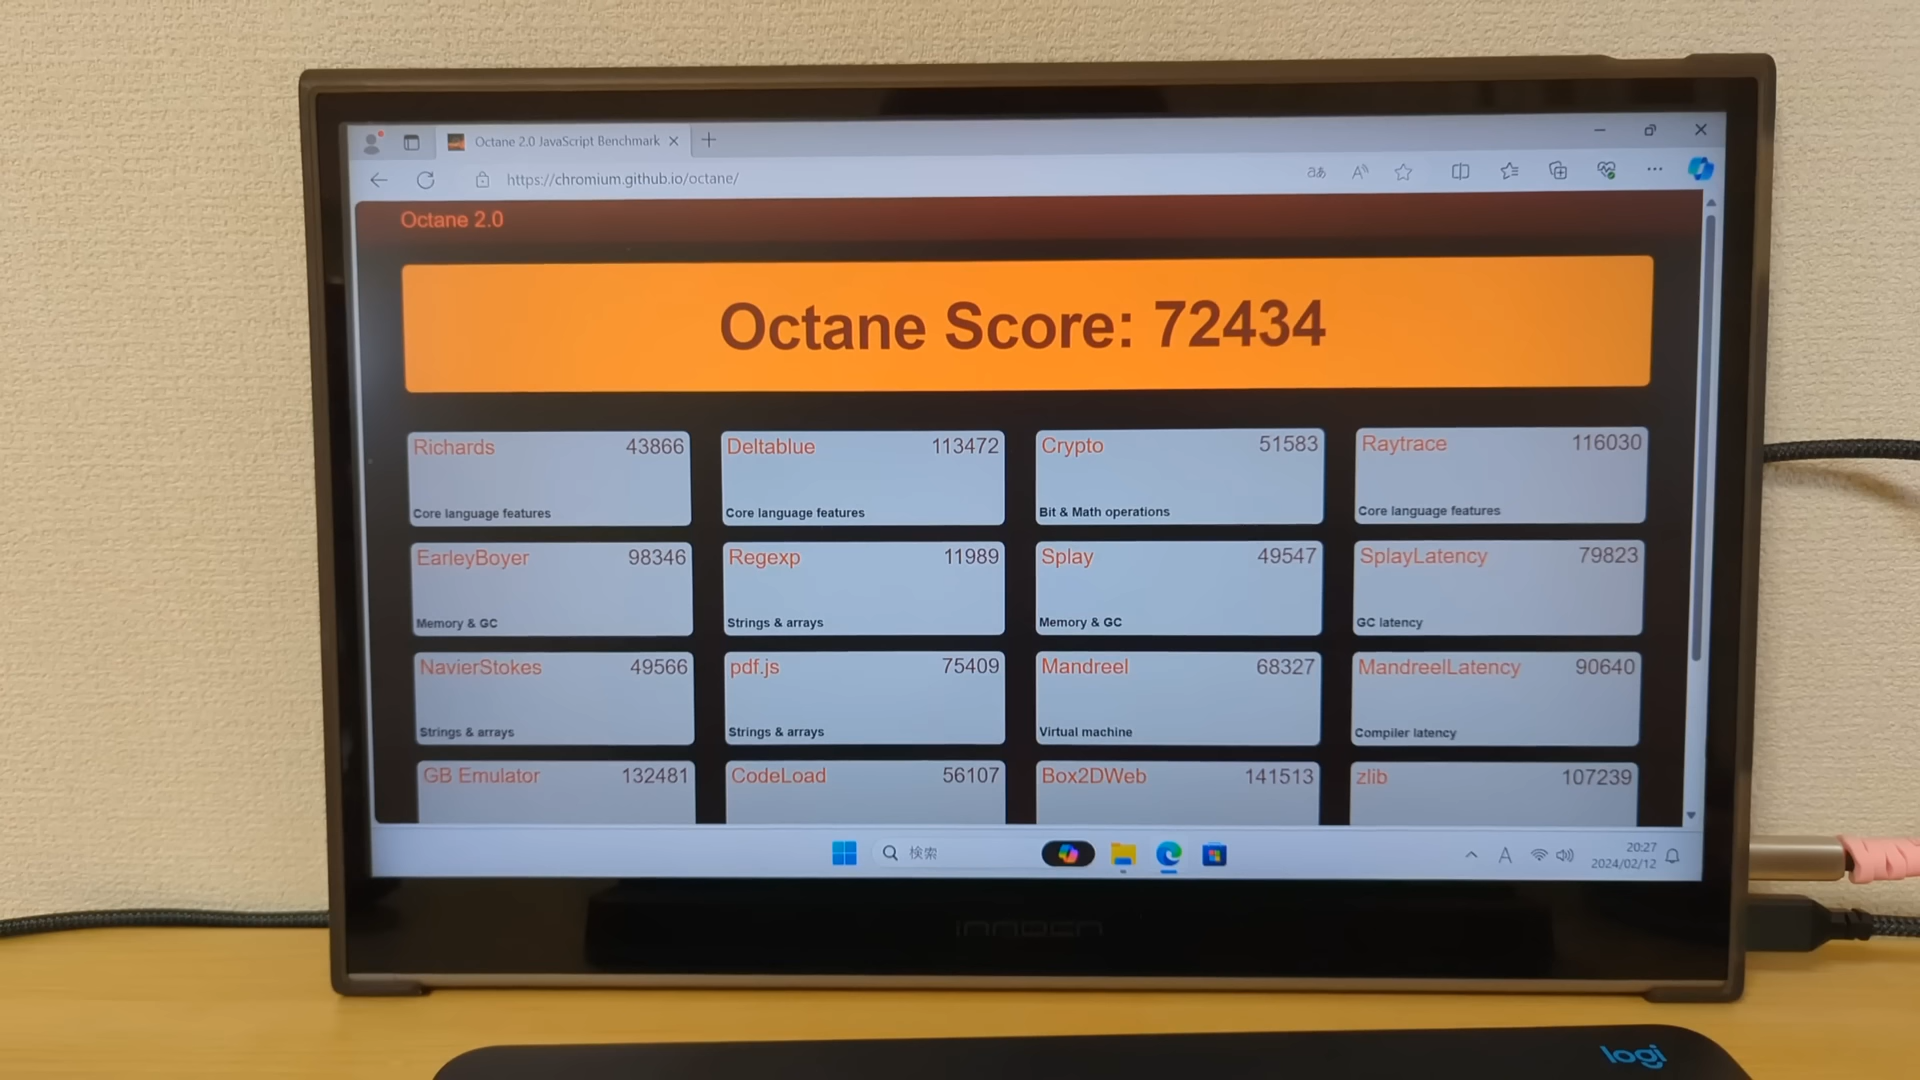 Octane 2.0 JavaScript Benchmark
https://chromium.github.io/octane/
aあ
A
Octane 2.0
Octane Score: 72434
Richards 43866
Core language features
Deltablue 113472
Core language features
Crypto 51583
Bit & Math operations
Raytrace 116030
Core language features
EarleyBoyer 98346
Memory & GC
Regexp 11989
Strings & arrays
Splay 49547
Memory & GC
SplayLatency 79823
GC latency
NavierStokes 49566
Strings & arrays
pdf.js 75409
Strings & arrays
Mandreel 68327
Virtual machine
MandreelLatency 90640
Compiler latency
GB Emulator 132481
CodeLoad 56107
Box2DWeb 141513
zlib 107239
検索
A
20:27
2024/02/12
INNOCN
logi